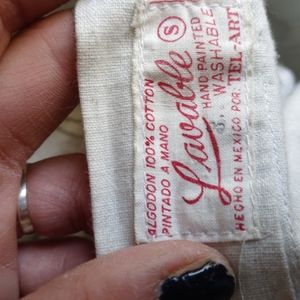 ALGODON 100% COTTON
PINTADO A MANO
Lavable S
HAND PAINTED
WASHABLE
HECHO EN MEXICO POR: TEL-ART